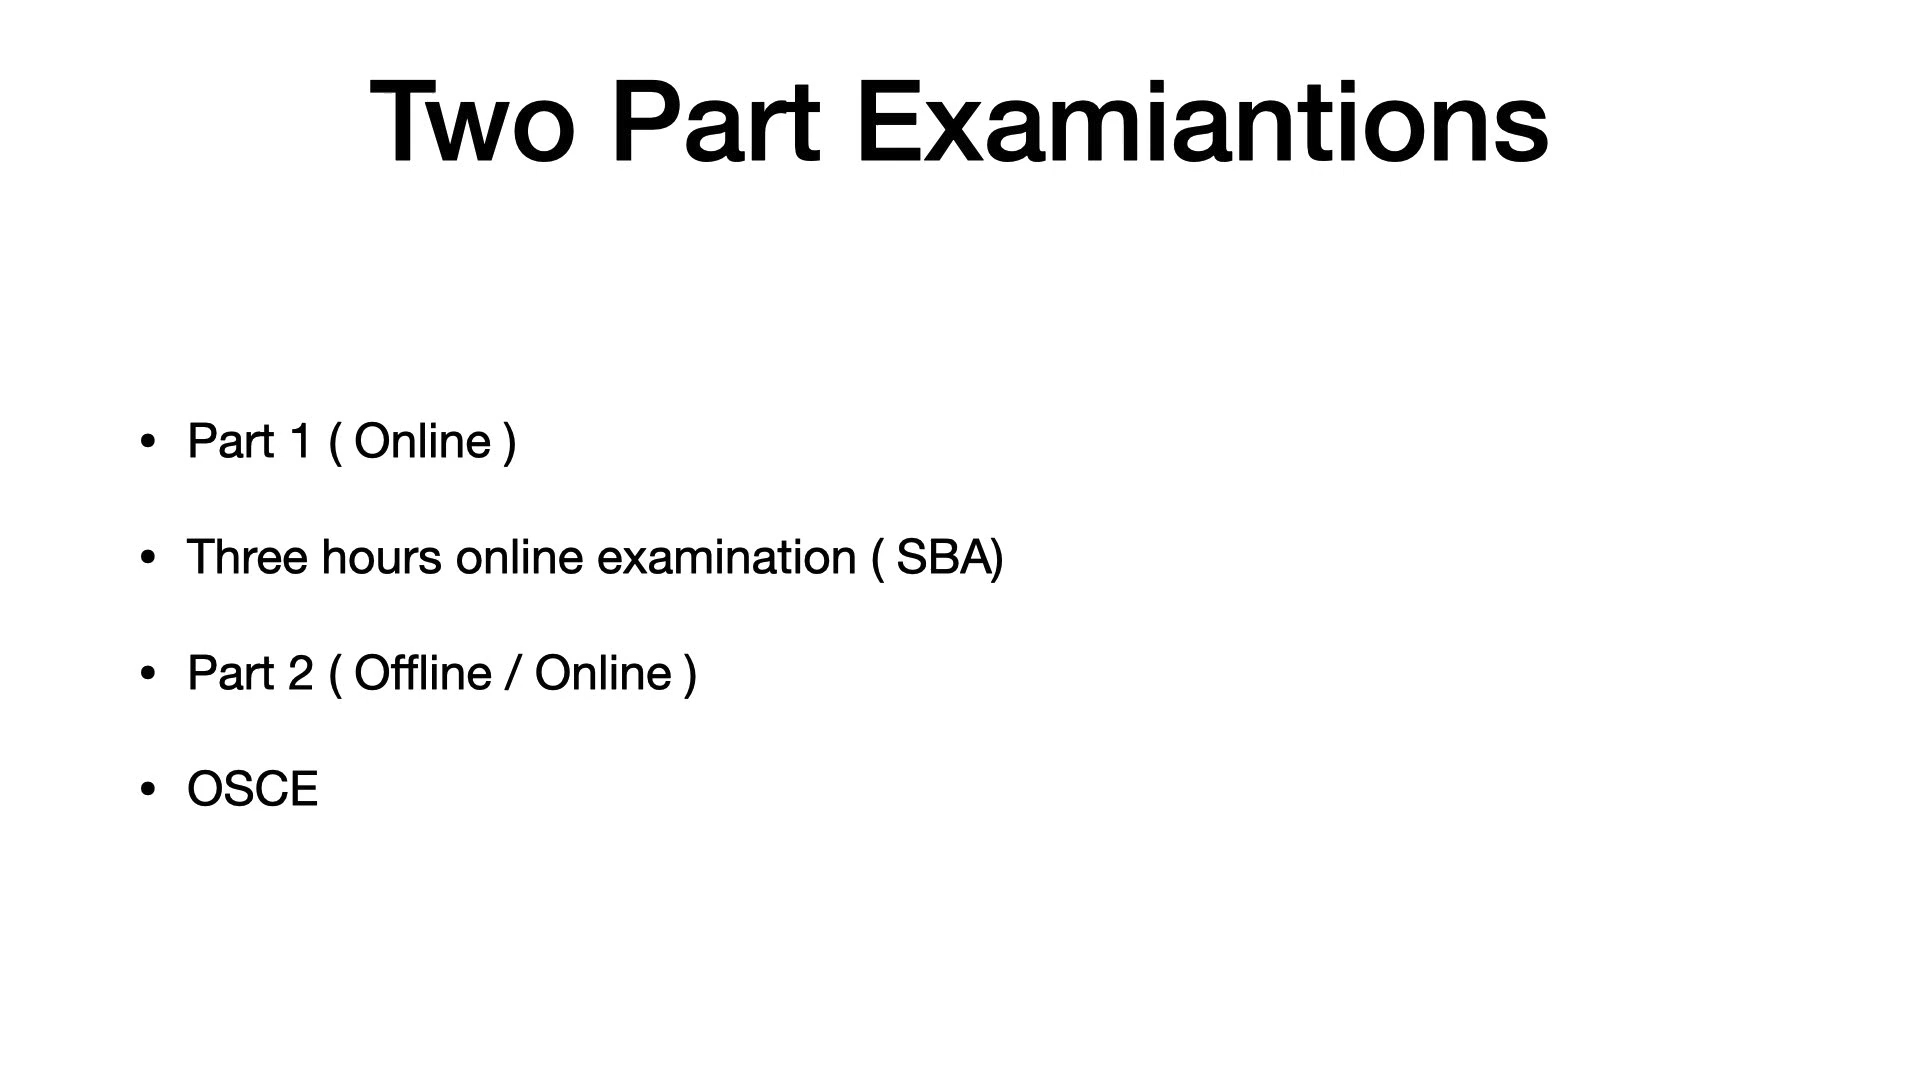 Two Part Examiantions
• Part 1 ( Online )
• Three hours online examination ( SBA)
• Part 2 ( Offline / Online )
• OSCE